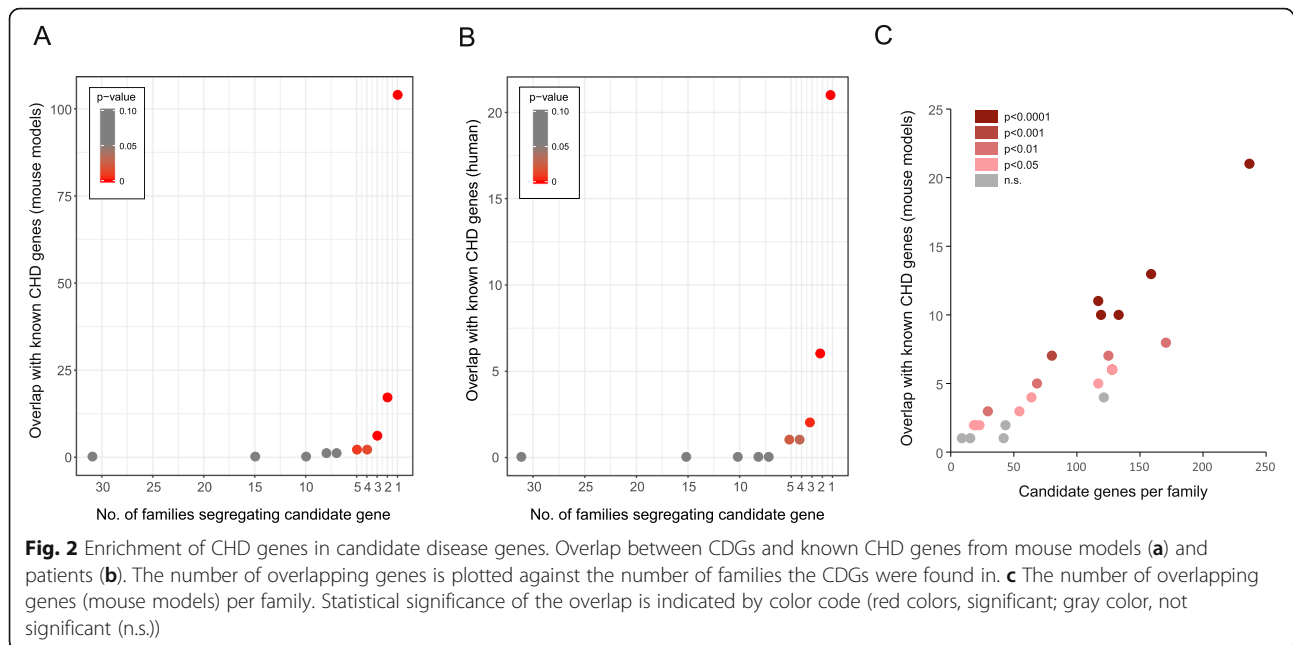 A
p−value
0.10
0.05
0
Overlap with known CHD genes (mouse models)
100
75
50
25
0
30 25 20 15 10 5 4 3 2 1
No. of families segregating candidate gene
B
p−value
0.10
0.05
0
Overlap with known CHD genes (human)
20
15
10
5
0
30 25 20 15 10 5 4 3 2 1
No. of families segregating candidate gene
C
p<0.0001
p<0.001
p<0.01
p<0.05
n.s.
Overlap with known CHD genes (mouse models)
25
20
15
10
5
0
0 50 100 150 200 250
Candidate genes per family
Fig. 2 Enrichment of CHD genes in candidate disease genes. Overlap between CDGs and known CHD genes from mouse models (a) and
patients (b). The number of overlapping genes is plotted against the number of families the CDGs were found in. c The number of overlapping
genes (mouse models) per family. Statistical significance of the overlap is indicated by color code (red colors, significant; gray color, not
significant (n.s.))